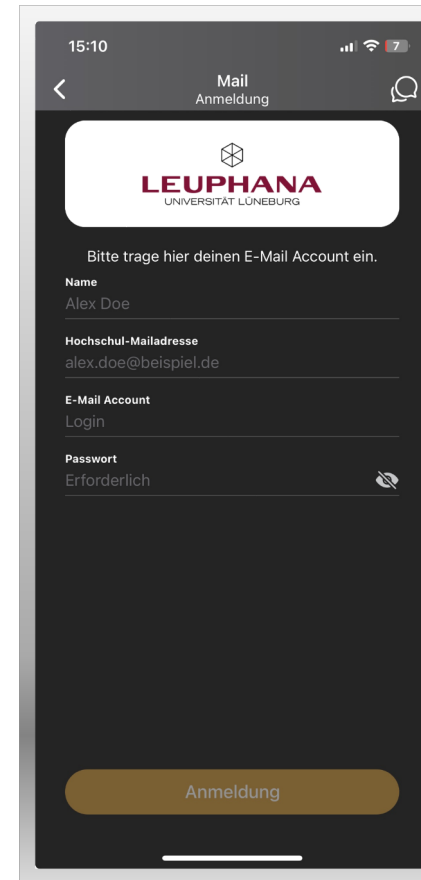 15:10
7
Mail
Anmeldung
LEUPHANA
UNIVERSITÄT LÜNEBURG
Bitte trage hier deinen E-Mail Account ein.
Name
Alex Doe
Hochschul-Mailadresse
alex.doe@beispiel.de
E-Mail Account
Login
Passwort
Erforderlich
Anmeldung